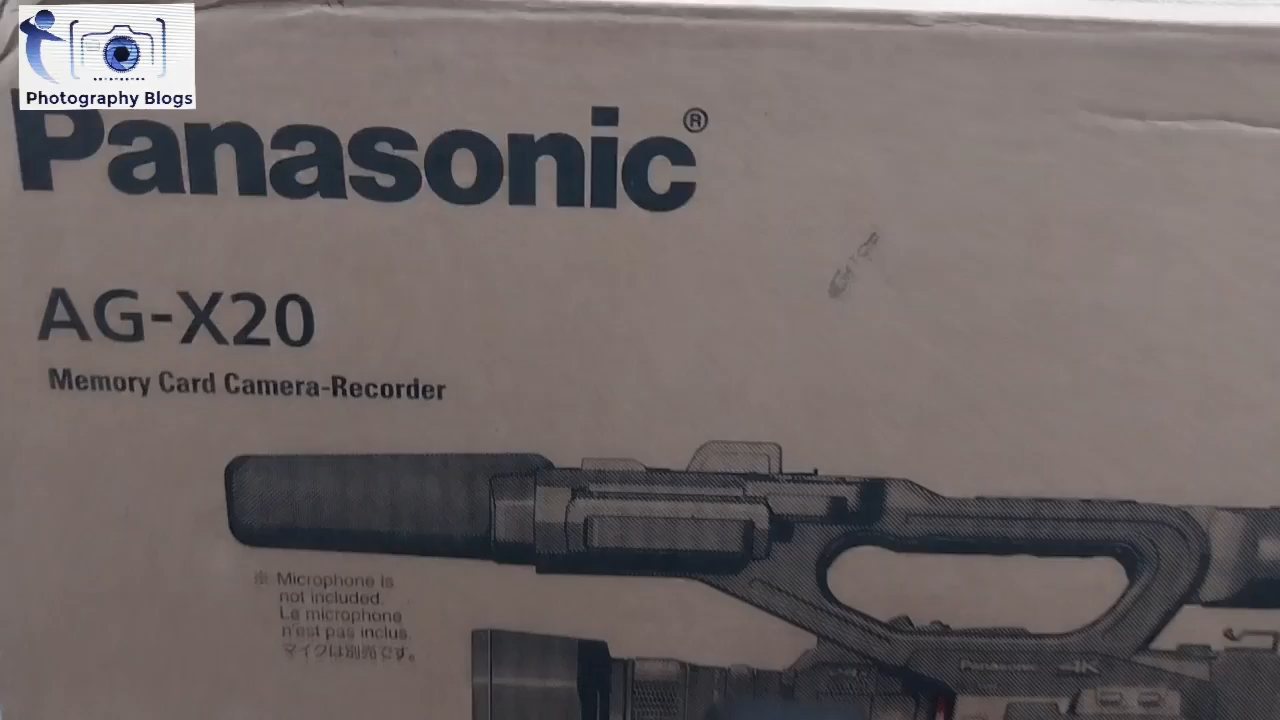 Photography Blogs
Panasonic®
AG-X20
Memory Card Camera-Recorder
※ Microphone is
not included.
Le microphone
n'est pas inclus.
マイクは別売です。
Panasonic 4K